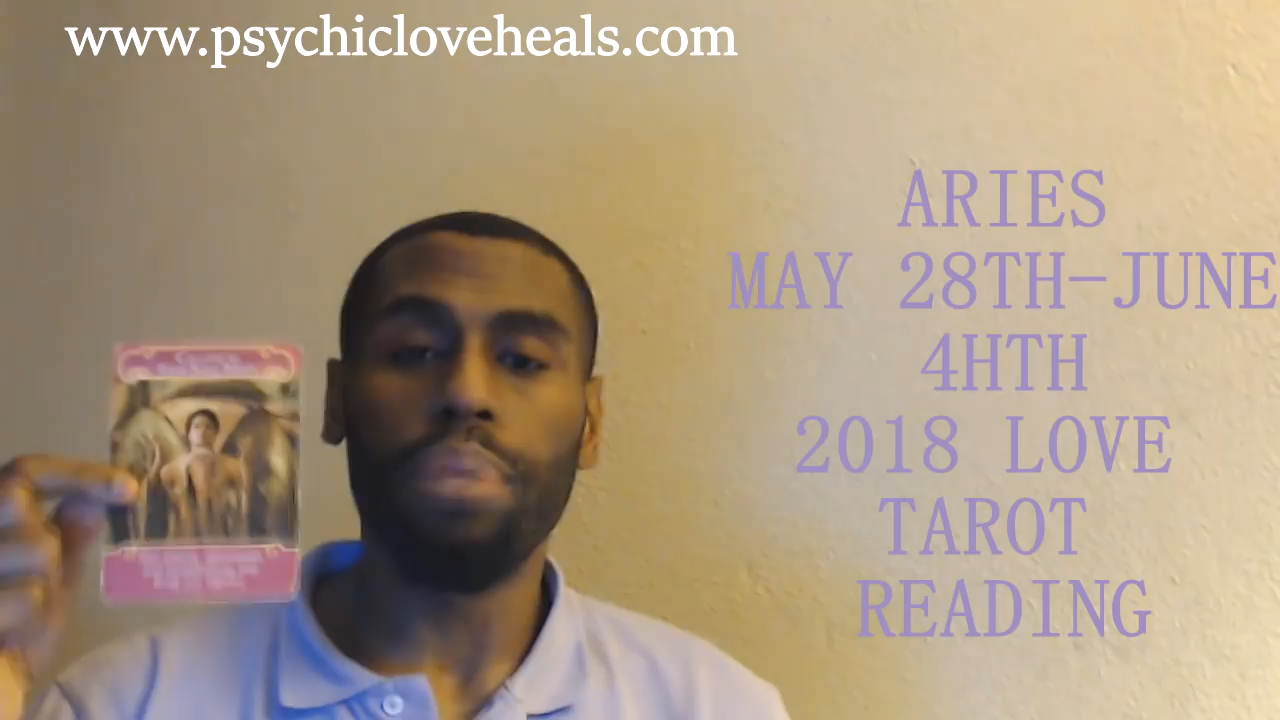 www.psychicloveheals.com
ARIES
MAY 28TH-JUNE
4HTH
2018 LOVE
TAROT
READING